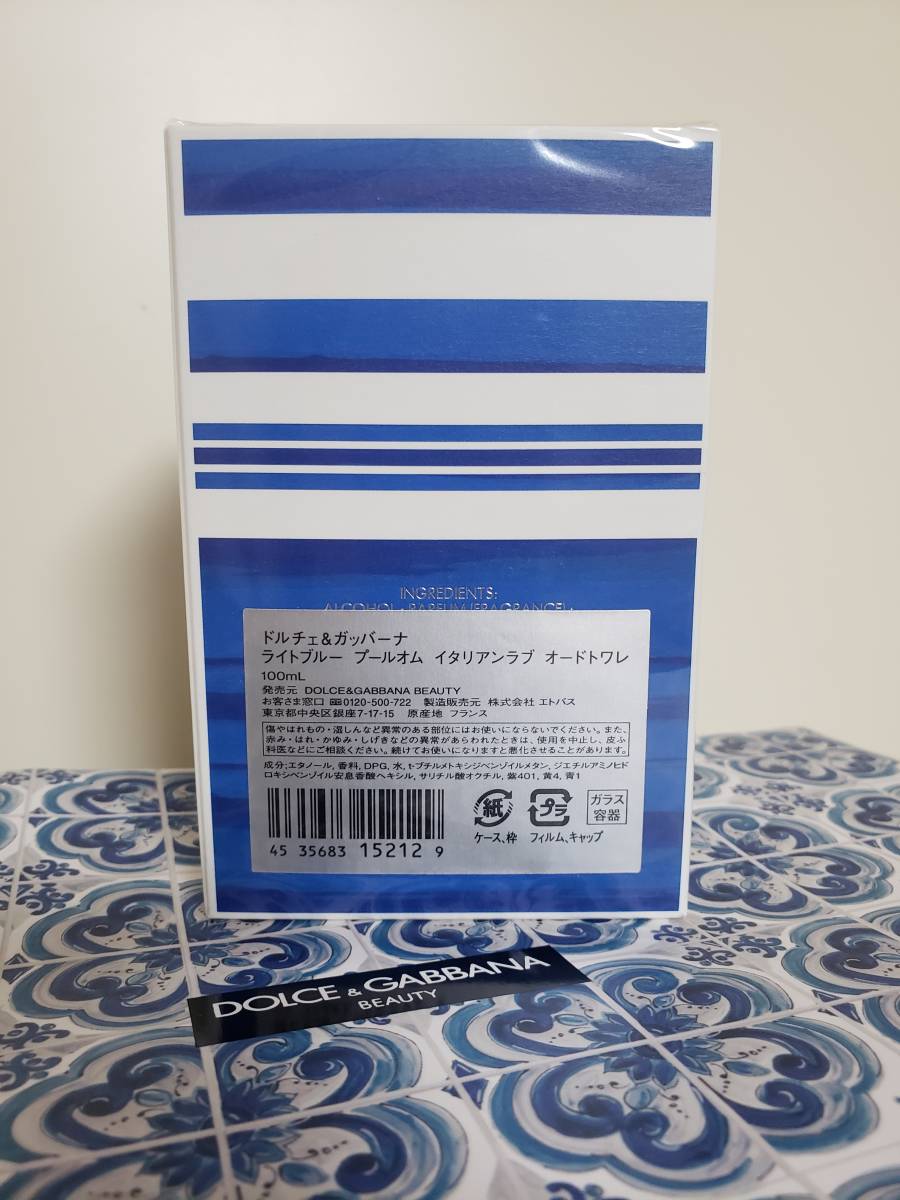 INGREDIENTS:
ALCOHOL · PARFUM (FRAGRANCE) ·
ドルチェ&ガッバーナ
ライトブルー プールオム イタリアンラブ オードトワレ
100mL
発売元 DOLCE&GABBANA BEAUTY
お客さま窓口 0120-500-722 製造販売元 株式会社 エトバス
東京都中央区銀座7-17-15 原産地 フランス
傷やはれもの・湿しんなど異常のある部位にはお使いにならないでください。また、
赤み・はれ・かゆみ・しげきなどの異常があらわれたときは、使用を中止し、皮ふ
科医などにご相談ください。続けてお使いになりますと悪化させることがあります。
成分;エタノール, 香料, DPG, 水, t-ブチルメトキシジベンゾイルメタン, ジエチルアミノヒド
ロキシベンゾイル安息香酸ヘキシル, サリチル酸オクチル, 紫401, 黄4, 青1
紙 プラ ガラス
容器
ケース、枠 フィルム、キャップ
4 535683 152129
DOLCE & GABBANA
BEAUTY